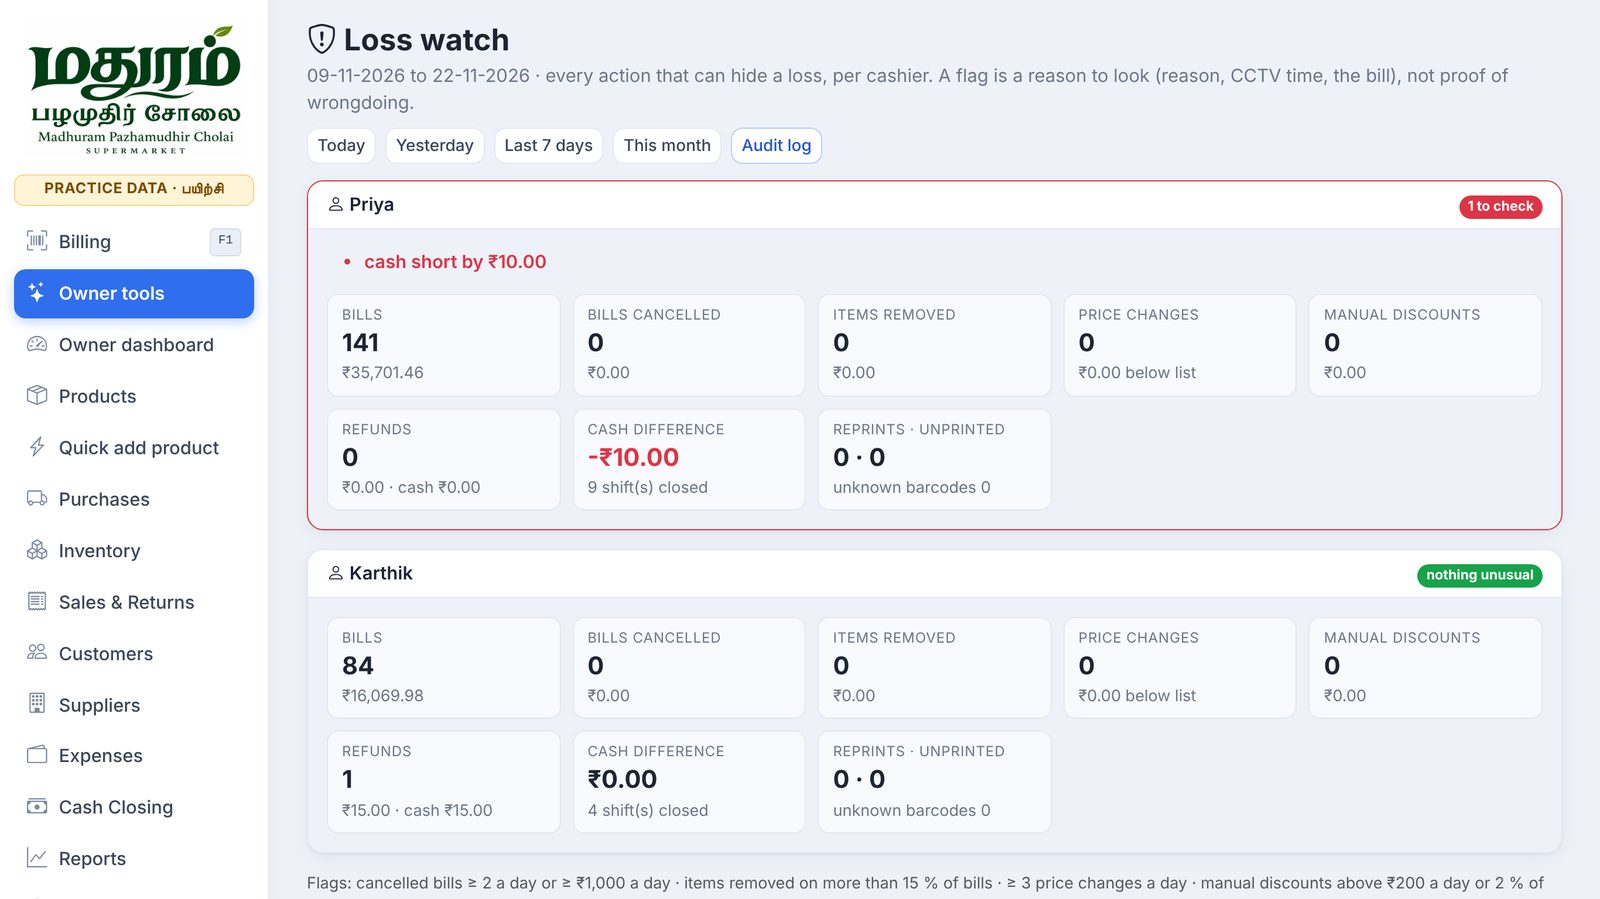 மதுரம்
பழமுதிர் சோலை
Madhuram Pazhamudhir Cholai
SUPERMARKET
PRACTICE DATA · பயிற்சி
Billing F1
Owner tools
Owner dashboard
Products
Quick add product
Purchases
Inventory
Sales & Returns
Customers
Suppliers
Expenses
Cash Closing
Reports
Loss watch
09-11-2026 to 22-11-2026 · every action that can hide a loss, per cashier. A flag is a reason to look (reason, CCTV time, the bill), not proof of
wrongdoing.
Today Yesterday Last 7 days This month Audit log
Priya 1 to check
• cash short by ₹10.00
BILLS BILLS CANCELLED ITEMS REMOVED PRICE CHANGES MANUAL DISCOUNTS
141 0 0 0 0
₹35,701.46 ₹0.00 ₹0.00 ₹0.00 below list ₹0.00
REFUNDS CASH DIFFERENCE REPRINTS · UNPRINTED
0 -₹10.00 0 · 0
₹0.00 · cash ₹0.00 9 shift(s) closed unknown barcodes 0
Karthik nothing unusual
BILLS BILLS CANCELLED ITEMS REMOVED PRICE CHANGES MANUAL DISCOUNTS
84 0 0 0 0
₹16,069.98 ₹0.00 ₹0.00 ₹0.00 below list ₹0.00
REFUNDS CASH DIFFERENCE REPRINTS · UNPRINTED
1 ₹0.00 0 · 0
₹15.00 · cash ₹15.00 4 shift(s) closed unknown barcodes 0
Flags: cancelled bills ≥ 2 a day or ≥ ₹1,000 a day · items removed on more than 15 % of bills · ≥ 3 price changes a day · manual discounts above ₹200 a day or 2 % of